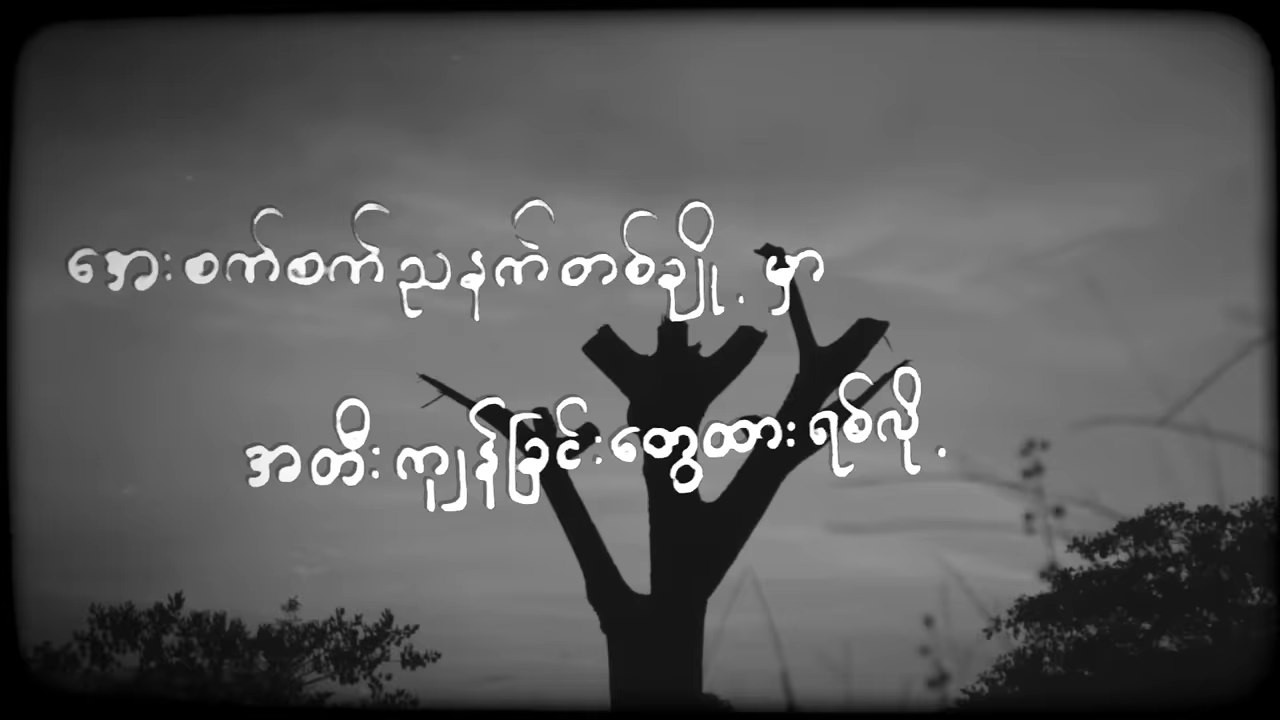 အေးစက်စက်ညနက်တစ်ချို့မှာ
အတီးကျန်ခြင်းတွေထားရစ်လို့